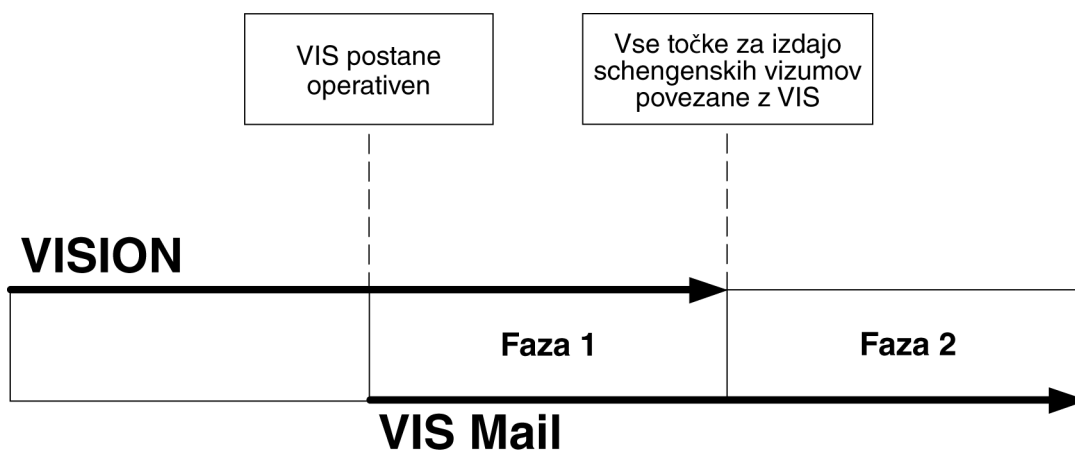 VIS postane
operativen
Vse točke za izdajo
schengenskih vizumov
povezane z VIS
VISION
Faza 1
Faza 2
VIS Mail